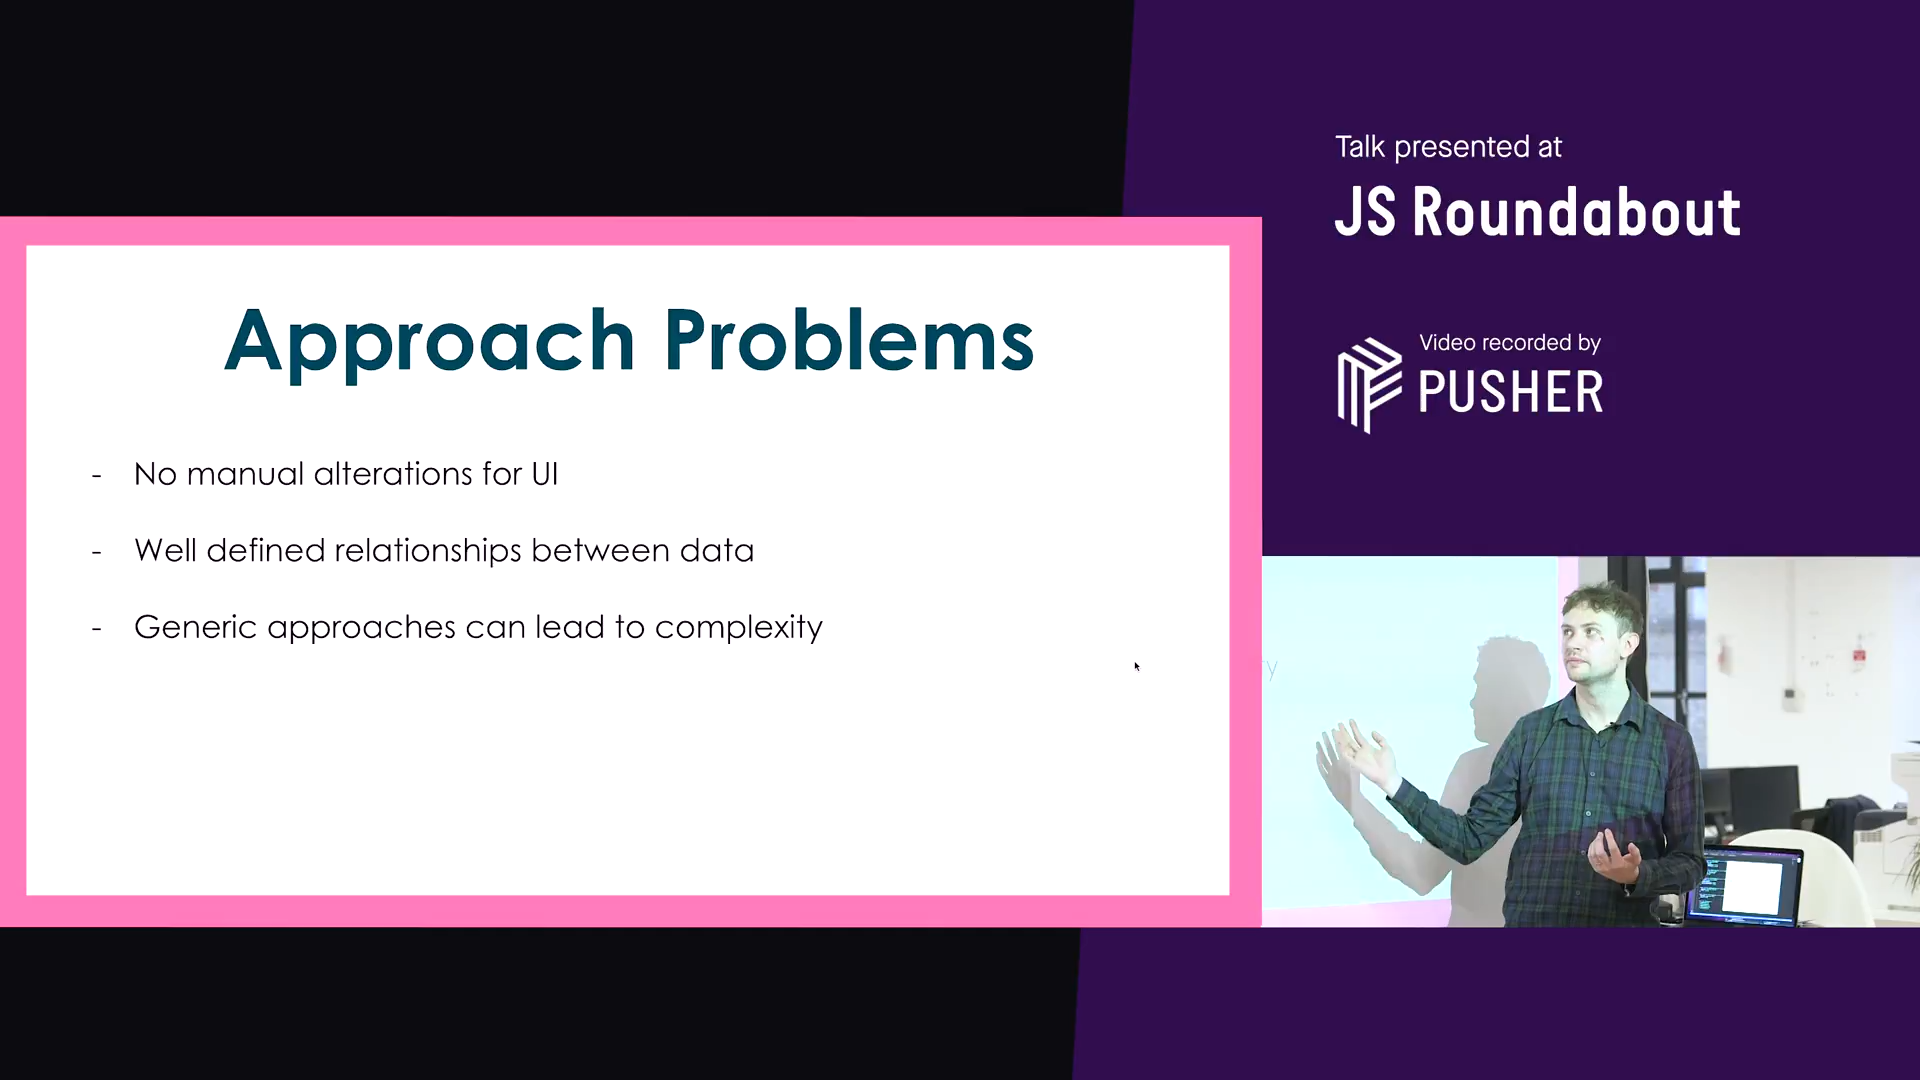 Approach Problems
- No manual alterations for UI
- Well defined relationships between data
- Generic approaches can lead to complexity
Talk presented at
JS Roundabout
Video recorded by
PUSHER